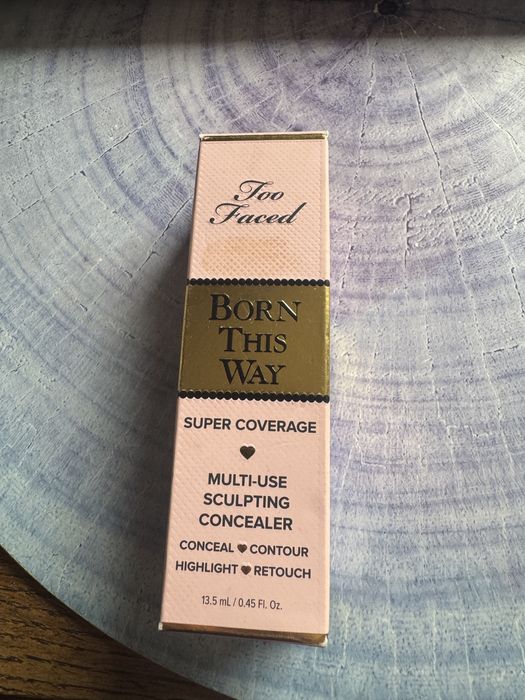 Too
Faced
BORN
THIS
WAY
SUPER COVERAGE
MULTI-USE
SCULPTING
CONCEALER
CONCEAL CONTOUR
HIGHLIGHT RETOUCH
13.5 mL / 0.45 Fl. Oz.